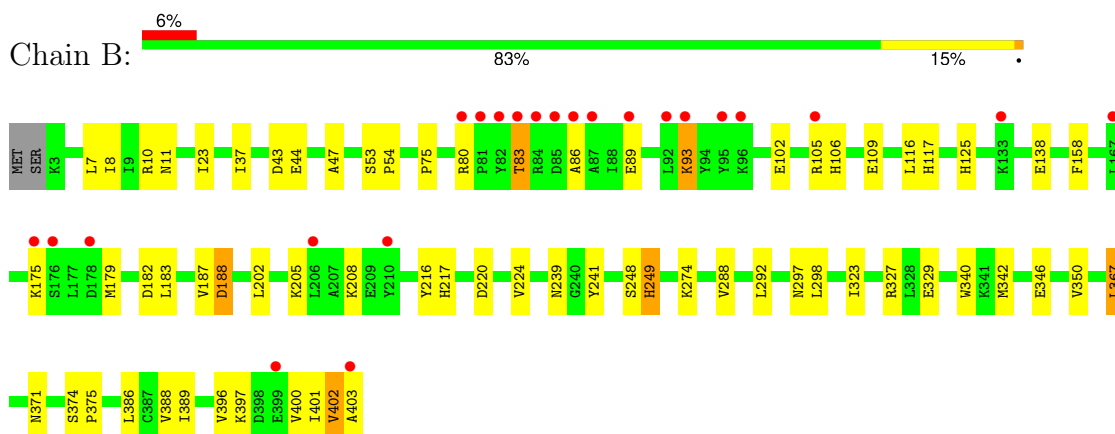 6%
Chain B:
83% 15% •
MET SER K3 L7 I8 I9 R10 N11 I23 I37 D43 E44 A47 S53 P54 P75 R80 P81 Y82 T83 R84 D85 A86 A87 I88 E89 L92 K93 Y94 Y95 K96 E102 R105 H106 E109 L116 H117 H125 K133 E138 F158 L167
K175 S176 L177 D178 M179 D182 L183 V187 D188 L202 K205 L206 A207 K208 E209 Y210 Y216 H217 D220 V224 N239 G240 Y241 S248 H249 K274 V288 L292 N297 L298 I323 R327 L328 E329 W340 K341 M342 E346 V350 L367
N371 S374 P375 L386 C387 V388 I389 V396 K397 D398 E399 V400 I401 V402 A403